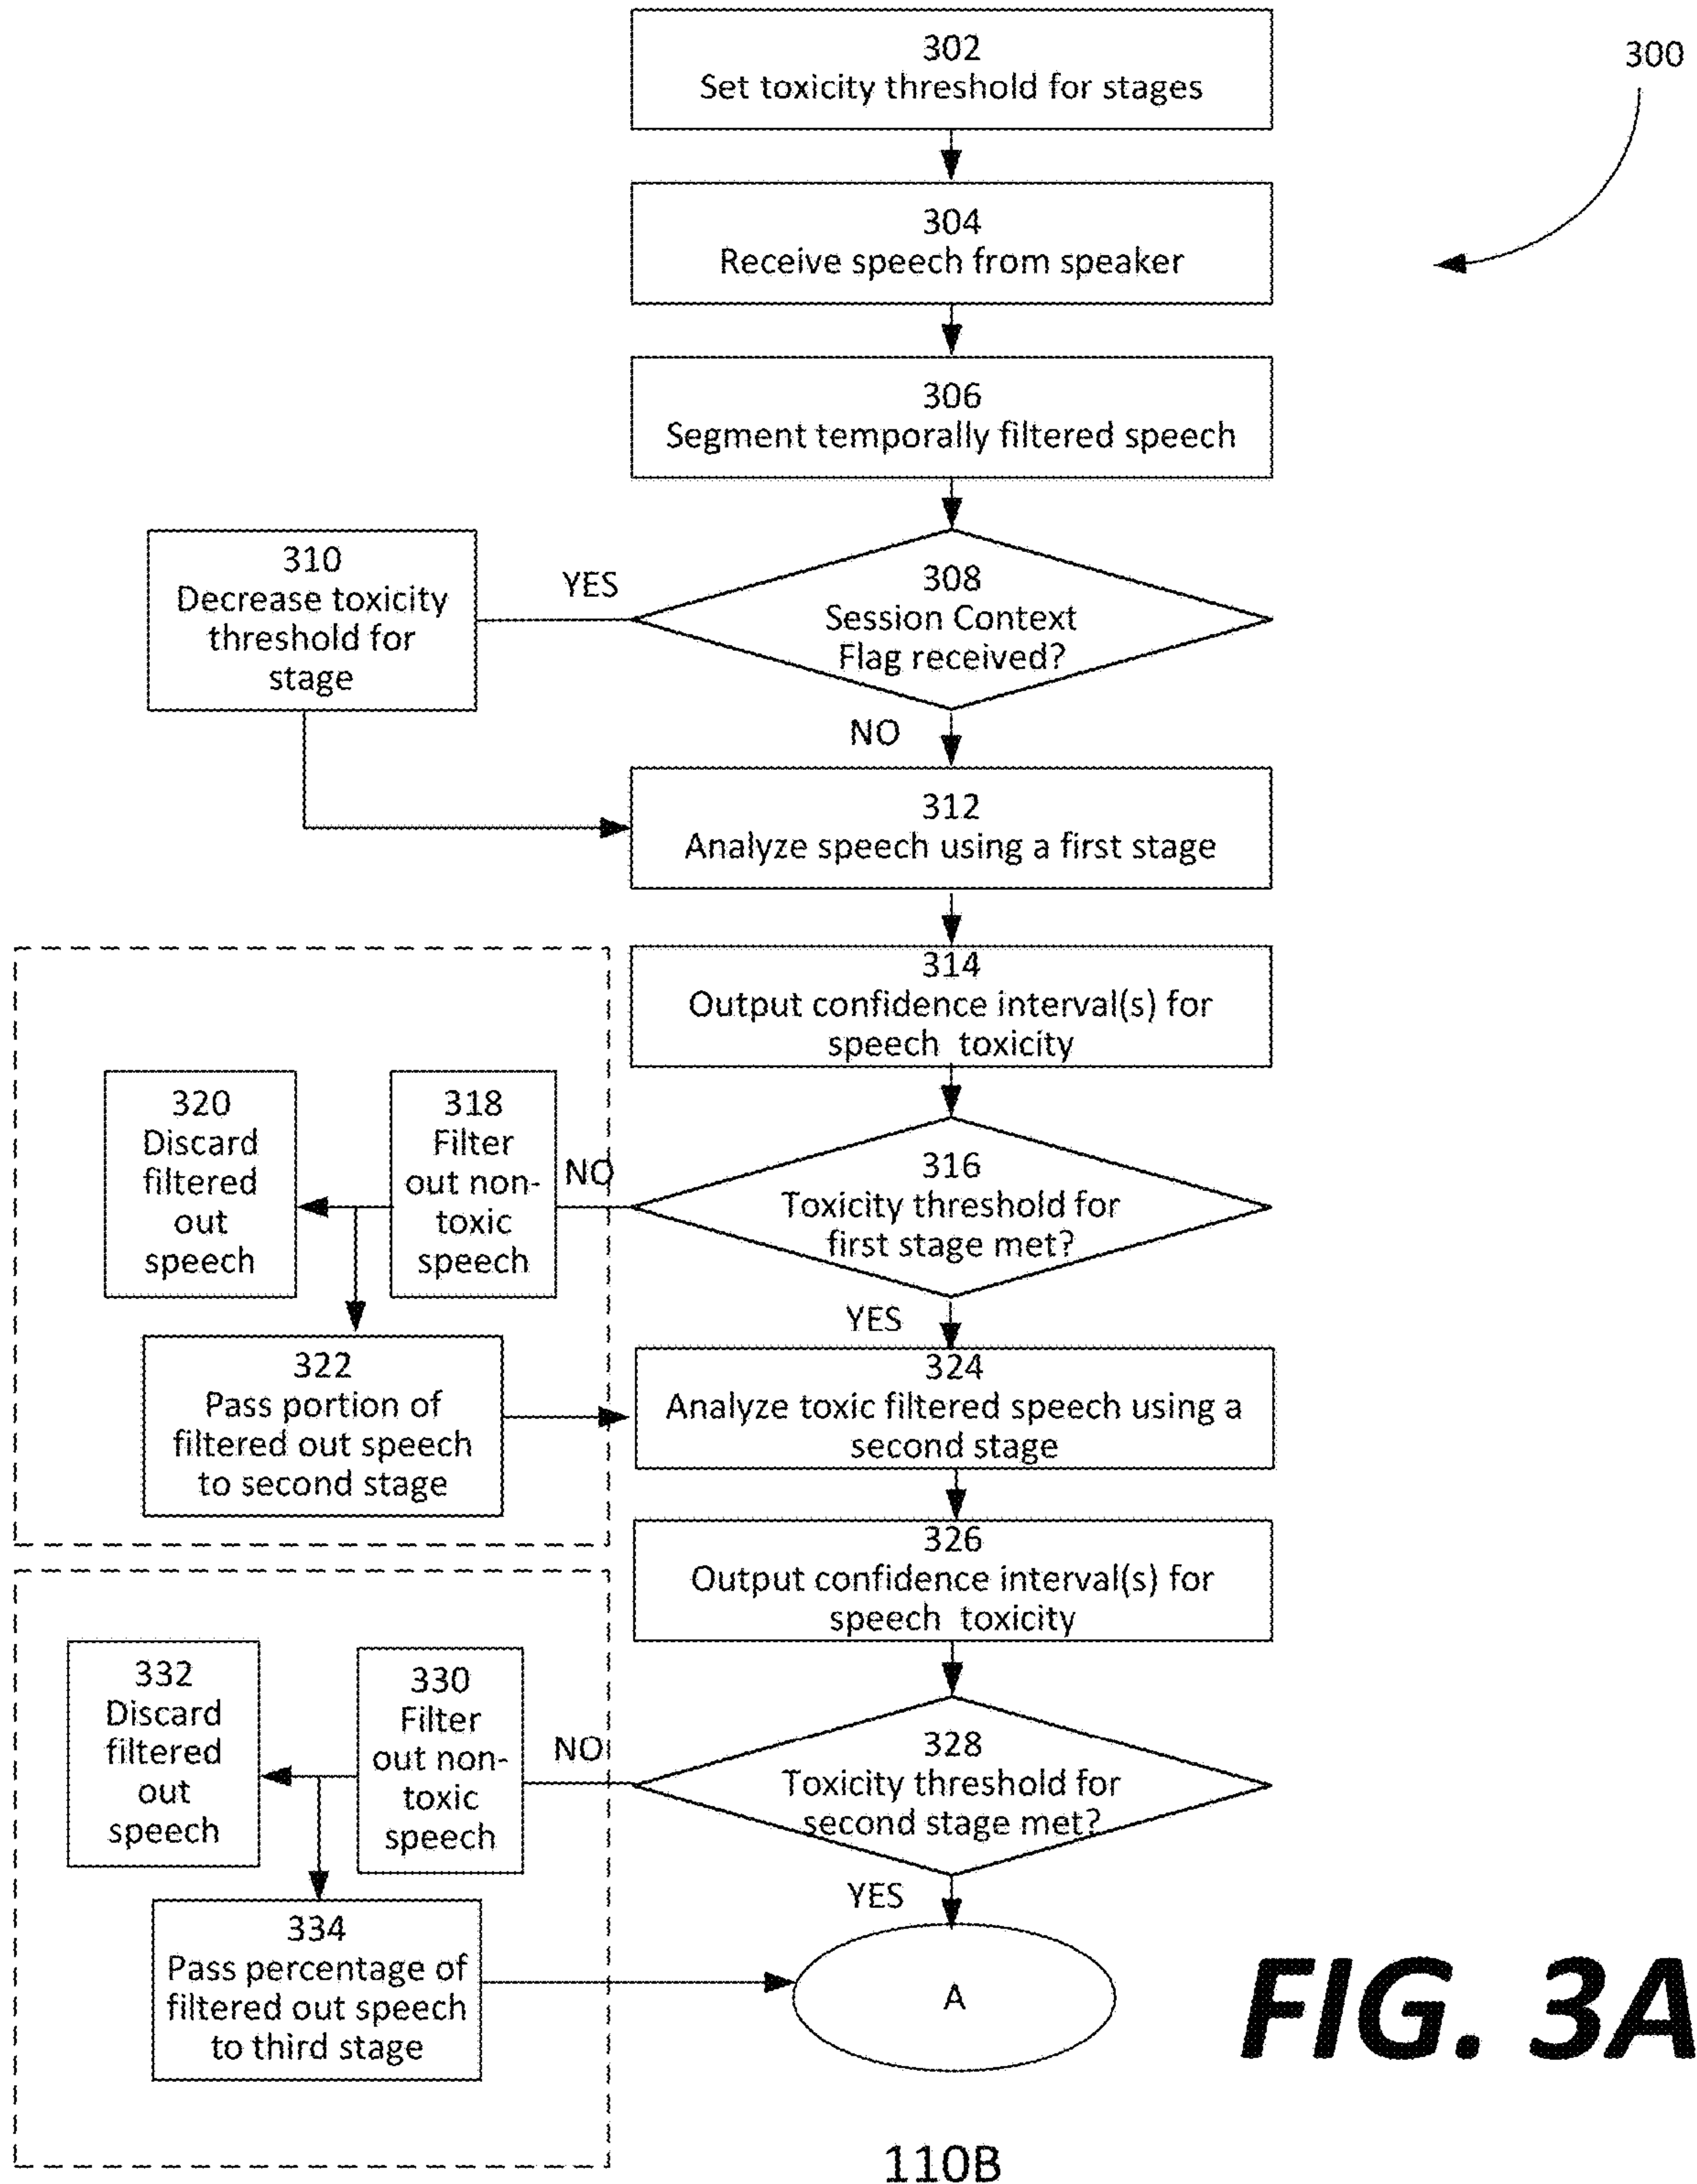 302
Set toxicity threshold for stages
300
304
Receive speech from speaker
306
Segment temporally filtered speech
310
Decrease toxicity
threshold for
stage
YES
308
Session Context
Flag received?
NO
312
Analyze speech using a first stage
314
Output confidence interval(s) for
speech toxicity
320
Discard
filtered
out
speech
318
Filter
out non-
toxic
speech
NO
316
Toxicity threshold for
first stage met?
YES
322
Pass portion of
filtered out speech
to second stage
324
Analyze toxic filtered speech using a
second stage
326
Output confidence interval(s) for
speech toxicity
332
Discard
filtered
out
speech
330
Filter
out non-
toxic
speech
NO
328
Toxicity threshold for
second stage met?
YES
334
Pass percentage of
filtered out speech
to third stage
A
FIG. 3A
110B